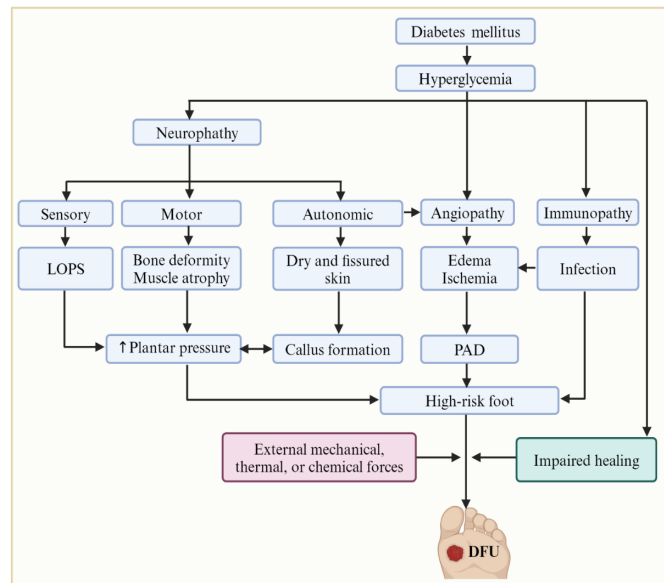 Diabetes mellitus
Hyperglycemia
Neurophathy
Sensory
Motor
Autonomic
Angiopathy
Immunopathy
LOPS
Bone deformity
Muscle atrophy
Dry and fissured
skin
Edema
Ischemia
Infection
↑Plantar pressure
Callus formation
PAD
High-risk foot
External mechanical,
thermal, or chemical forces
Impaired healing
DFU